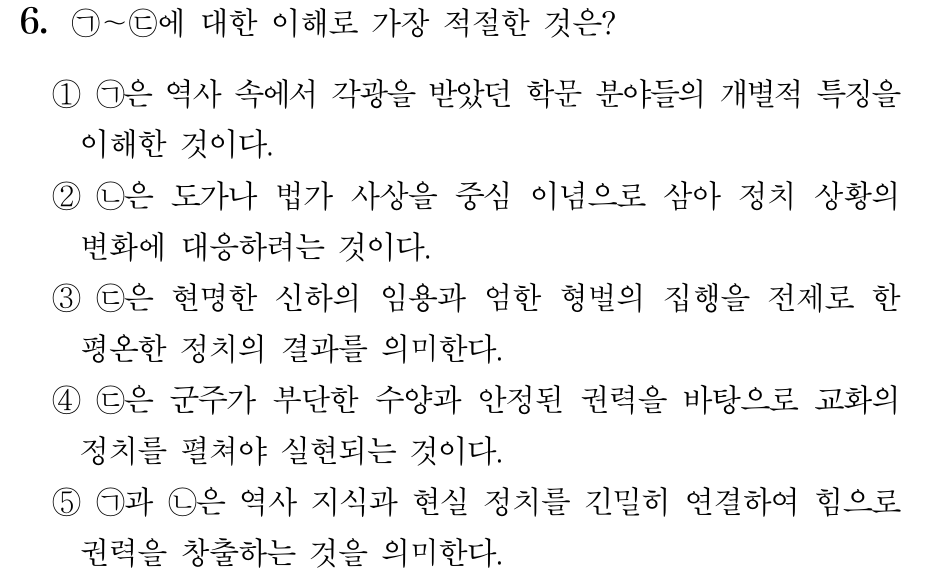 6. ㉠~㉢에 대한 이해로 가장 적절한 것은?
① ㉠은 역사 속에서 각광을 받았던 학문 분야들의 개별적 특징을
이해한 것이다.
② ㉡은 도가나 법가 사상을 중심 이념으로 삼아 정치 상황의
변화에 대응하려는 것이다.
③ ㉢은 현명한 신하의 임용과 엄한 형벌의 집행을 전제로 한
평온한 정치의 결과를 의미한다.
④ ㉢은 군주가 부단한 수양과 안정된 권력을 바탕으로 교화의
정치를 펼쳐야 실현되는 것이다.
⑤ ㉠과 ㉡은 역사 지식과 현실 정치를 긴밀히 연결하여 힘으로
권력을 창출하는 것을 의미한다.